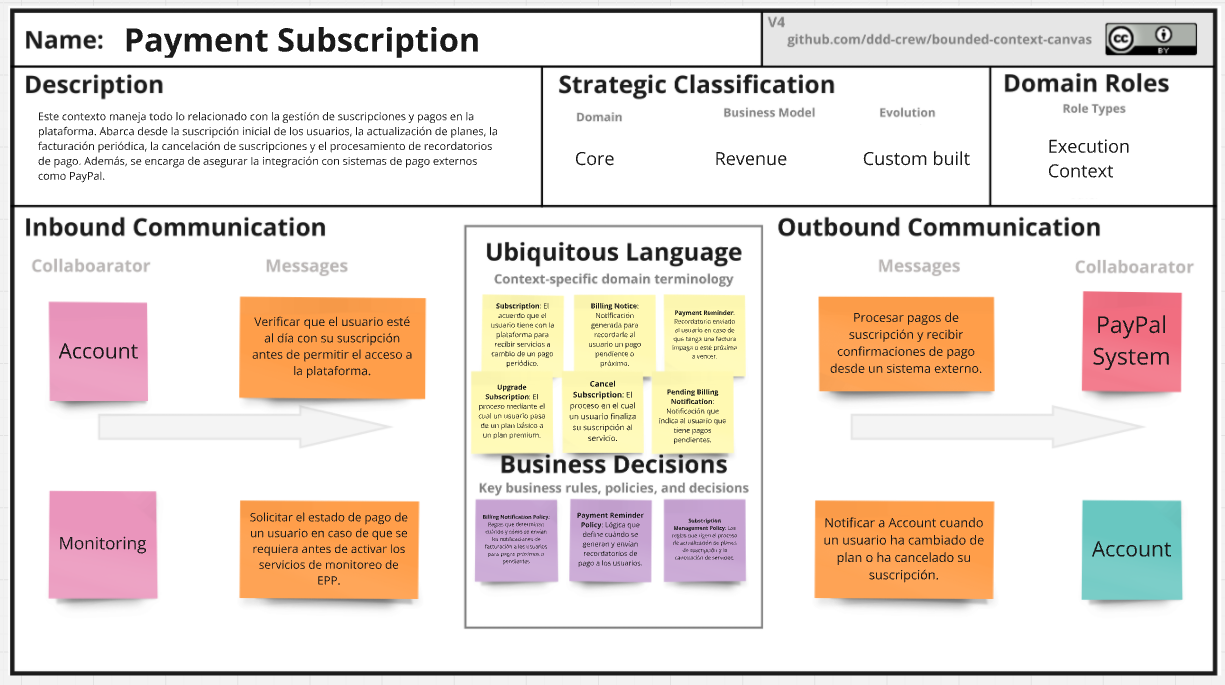 Name: Payment Subscription
V4
github.com/ddd-crew/bounded-context-canvas
cc
BY
Description
Este contexto maneja todo lo relacionado con la gestión de suscripciones y pagos en la
plataforma. Abarca desde la suscripción inicial de los usuarios, la actualización de planes, la
facturación periódica, la cancelación de suscripciones y el procesamiento de recordatorios
de pago. Además, se encarga de asegurar la integración con sistemas de pago externos
como PayPal.
Strategic Classification
Domain
Business Model
Evolution
Core
Revenue
Custom built
Domain Roles
Role Types
Execution
Context
Inbound Communication
Collaboarator
Messages
Account
Verificar que el usuario esté
al día con su suscripción
antes de permitir el acceso a
la plataforma.
Monitoring
Solicitar el estado de pago de
un usuario en caso de que se
requiera antes de activar los
servicios de monitoreo de
EPP.
Ubiquitous Language
Context-specific domain terminology
Subscription: El
acuerdo que el
usuario tiene con la
plataforma para
recibir servicios a
cambio de un pago
periódico.
Billing Notice:
Notificación
generada para
recordarle al
usuario un pago
pendiente o
próximo.
Payment Reminder:
Recordatorio enviado
al usuario en caso de
que tenga una factura
impaga o esté próxima
a vencer.
Upgrade
Subscription: El
proceso mediante el
cual un usuario pasa
de un plan básico a
un plan premium.
Cancel
Subscription: El
proceso en el cual
un usuario finaliza
su suscripción al
servicio.
Pending Billing
Notification:
Notificación que
indica al usuario que
tiene pagos
pendientes.
Business Decisions
Key business rules, policies, and decisions
Billing Notification Policy:
Reglas que determinan
cuándo y cómo se envían
las notificaciones de
facturación a los usuarios
para pagos próximos o
pendientes.
Payment Reminder
Policy: Lógica que
define cuándo se
generan y envían
recordatorios de
pago a los usuarios.
Subscription
Management Policy: Las
reglas que rigen el proceso
de actualización de planes
de suscripción y la
cancelación de servicios.
Outbound Communication
Messages
Collaboarator
Procesar pagos de
suscripción y recibir
confirmaciones de pago
desde un sistema externo.
PayPal
System
Notificar a Account cuando
un usuario ha cambiado de
plan o ha cancelado su
suscripción.
Account